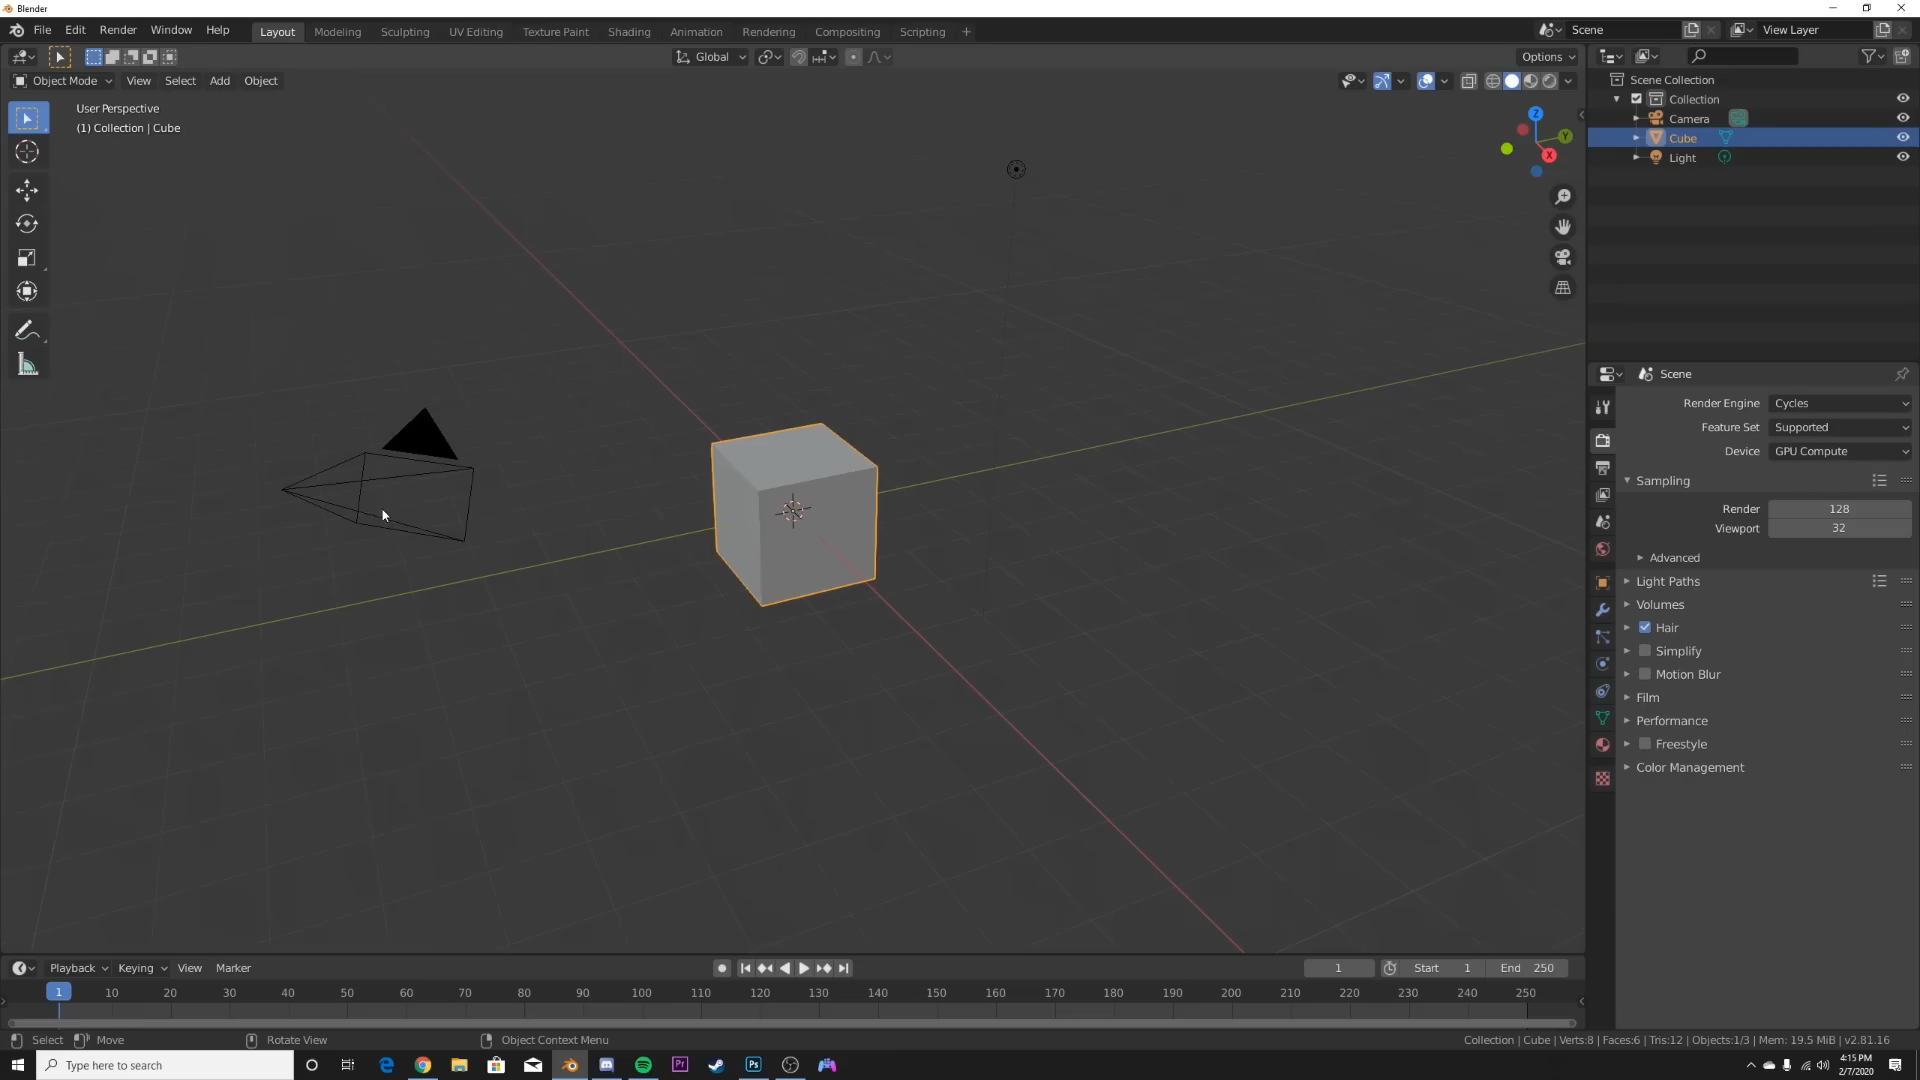 Blender
File Edit Render Window Help Layout Modeling Sculpting UV Editing Texture Paint Shading Animation Rendering Compositing Scripting + Scene View Layer
Global Options
Object Mode View Select Add Object
User Perspective
(1) Collection | Cube
Z
Y
X
Scene Collection
Collection
Camera
Cube
Light
Scene
Render Engine Cycles
Feature Set Supported
Device GPU Compute
Sampling
Render 128
Viewport 32
Advanced
Light Paths
Volumes
Hair
Simplify
Motion Blur
Film
Performance
Freestyle
Color Management
Playback Keying View Marker 1 Start 1 End 250
1 10 20 30 40 50 60 70 80 90 100 110 120 130 140 150 160 170 180 190 200 210 220 230 240 250
Select Move Rotate View Object Context Menu Collection | Cube | Verts:8 | Faces:6 | Tris:12 | Objects:1/3 | Mem: 19.5 MiB | v2.81.16
Type here to search Pr Ps 4:15 PM
2/7/2020